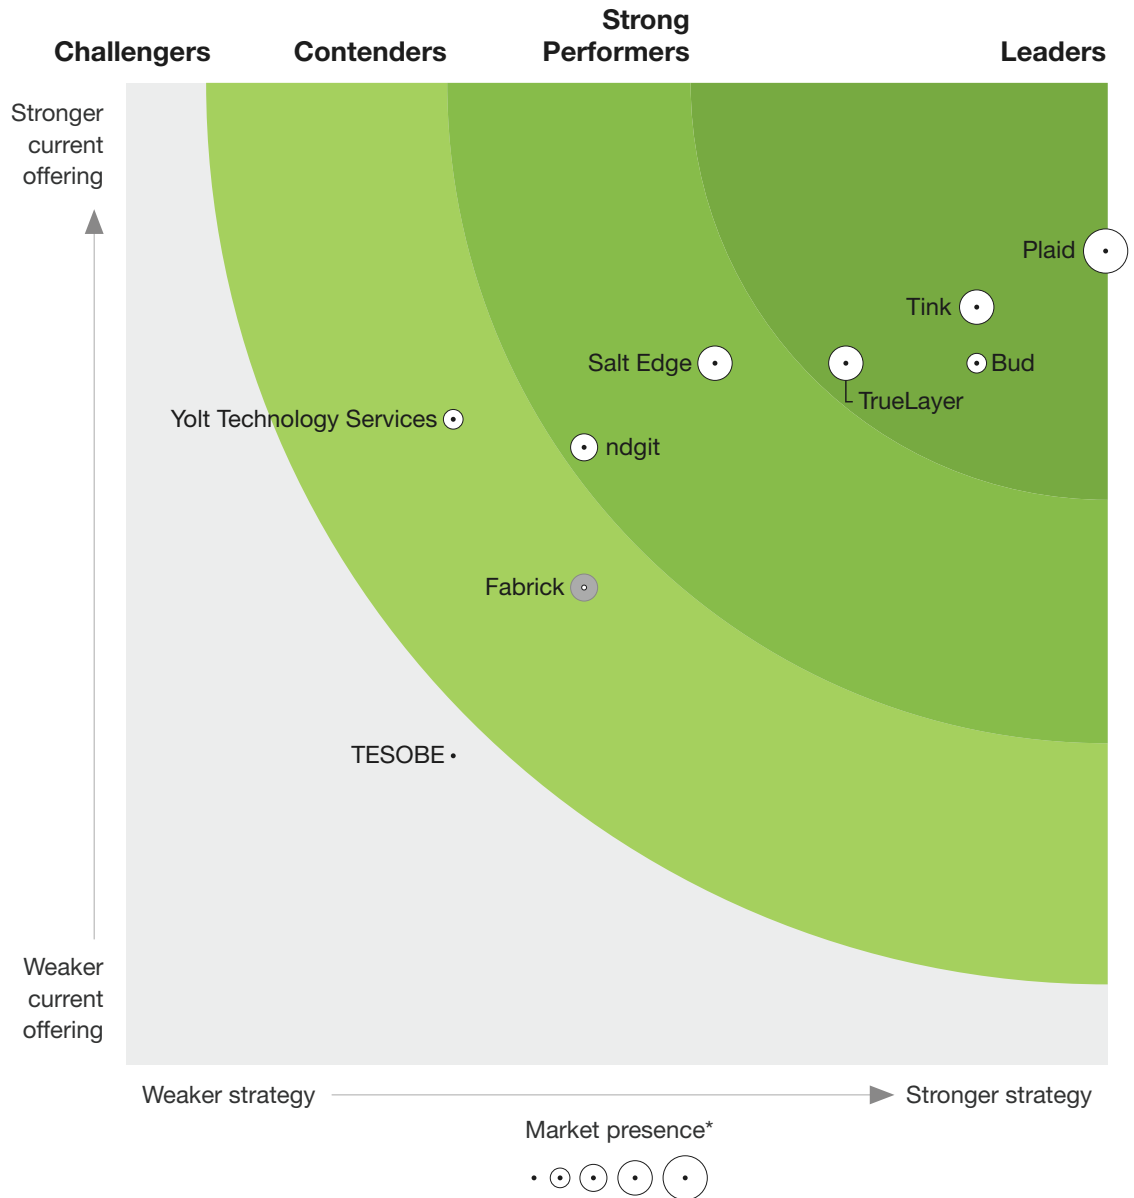 Challengers
Contenders
Strong
Performers
Leaders
Stronger
current
offering
Plaid
Tink
Salt Edge
Bud
TrueLayer
Yolt Technology Services
ndgit
Fabrick
TESOBE
Weaker
current
offering
Weaker strategy
Stronger strategy
Market presence*